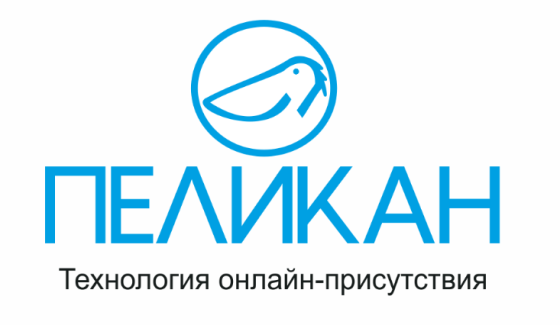 ПЕЛИКАН
Технология онлайн-присутствия